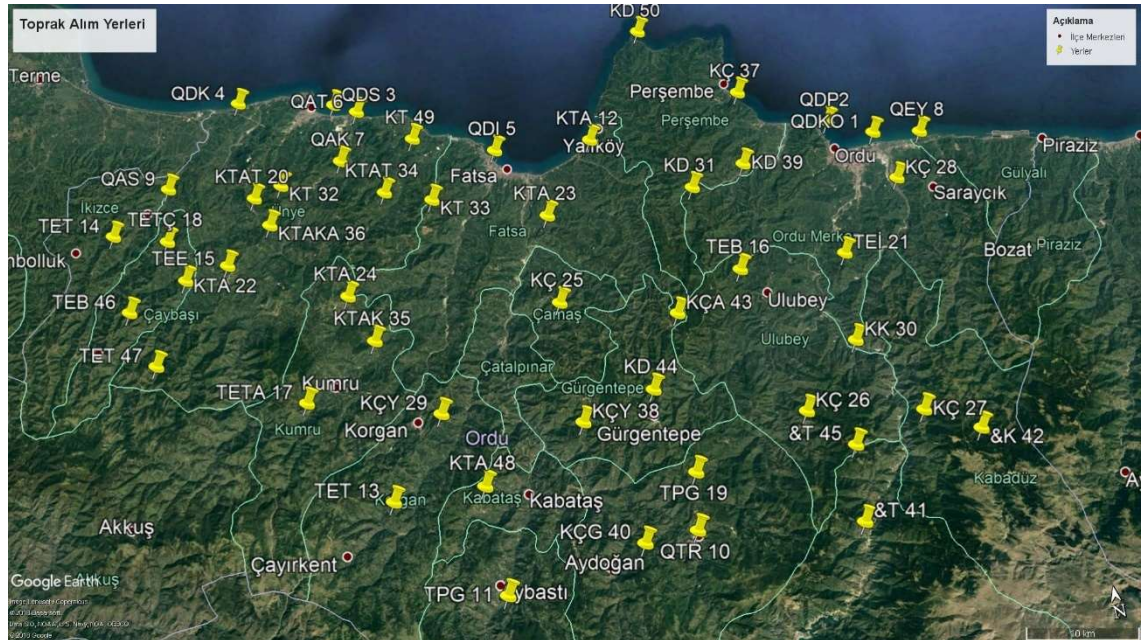 Toprak Alım Yerleri
KD 50
Açıklama
İlçe Merkezleri
Yerler
Terme
QDK 4
QAT 6
QDS 3
KÇ 37
Perşembe
Perşembe
QDP2
QDKO 1
QEY 8
KT 49
KTA 12
Yalıköy
QDI 5
QAK 7
Fatsa
KD 31
KD 39
Ordu
KÇ 28
Piraziz
Gülyalı
Saraycık
QAS 9
KTAT 20
KT 32
KTAT 34
KT 33
KTA 23
İkizce
Ünye
TET 14
TETÇ 18
KTAKA 36
Fatsa
Ordu Merkez
TEİ 21
Bozat
Piraziz
TEE 15
TEB 16
KTA 22
KTA 24
KÇ 25
KÇA 43
Ulubey
TEB 46
Çaybaşı
KTAK 35
Çamaş
Ulubey
KK 30
TET 47
Çatalpınar
KD 44
Gürgentepe
TETA 17
Kumru
KÇY 29
KÇY 38
KÇ 26
KÇ 27
Kumru
Korgan
Ordu
Gürgentepe
&T 45
&K 42
KTA 48
TPG 19
Kabadüz
TET 13
Kabataş
Kabataş
&T 41
Akkuş
KÇG 40
QTR 10
Aydoğan
Çayırkent
Google Earth
Akkuş
TPG 11
10 km